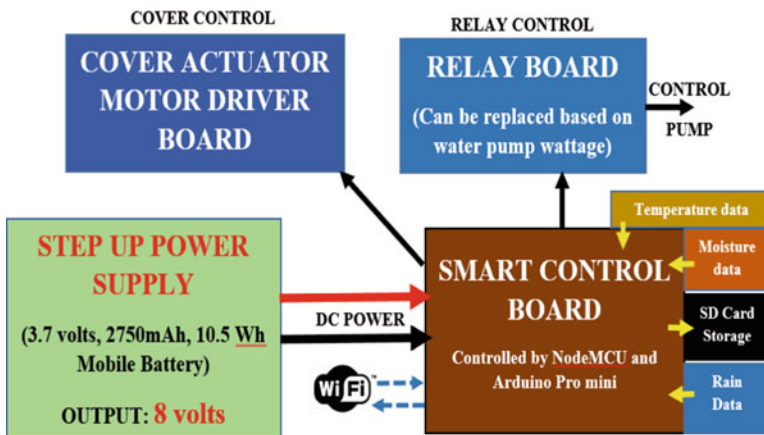 COVER CONTROL
COVER ACTUATOR
MOTOR DRIVER
BOARD
RELAY CONTROL
RELAY BOARD
(Can be replaced based on
water pump wattage)
CONTROL
PUMP
STEP UP POWER
SUPPLY
(3.7 volts, 2750mAh, 10.5 Wh
Mobile Battery)
OUTPUT: 8 volts
DC POWER
WiFi™
SMART CONTROL
BOARD
Controlled by NodeMCU and
Arduino Pro mini
Temperature data
Moisture
data
SD Card
Storage
Rain
Data